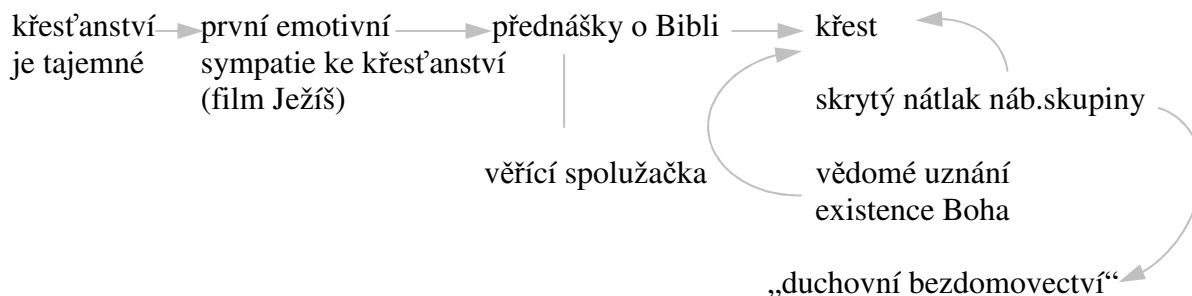 křesťanství
je tajemné
první emotivní
sympatie ke křesťanství
(film Ježíš)
přednášky o Bibli
křest
skrytý nátlak náb.skupiny
věřící spolužačka
vědomé uznání
existence Boha
„duchovní bezdomovectví“